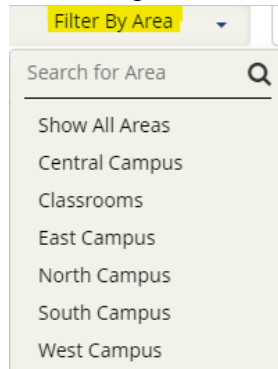 Filter By Area
Search for Area
Show All Areas
Central Campus
Classrooms
East Campus
North Campus
South Campus
West Campus